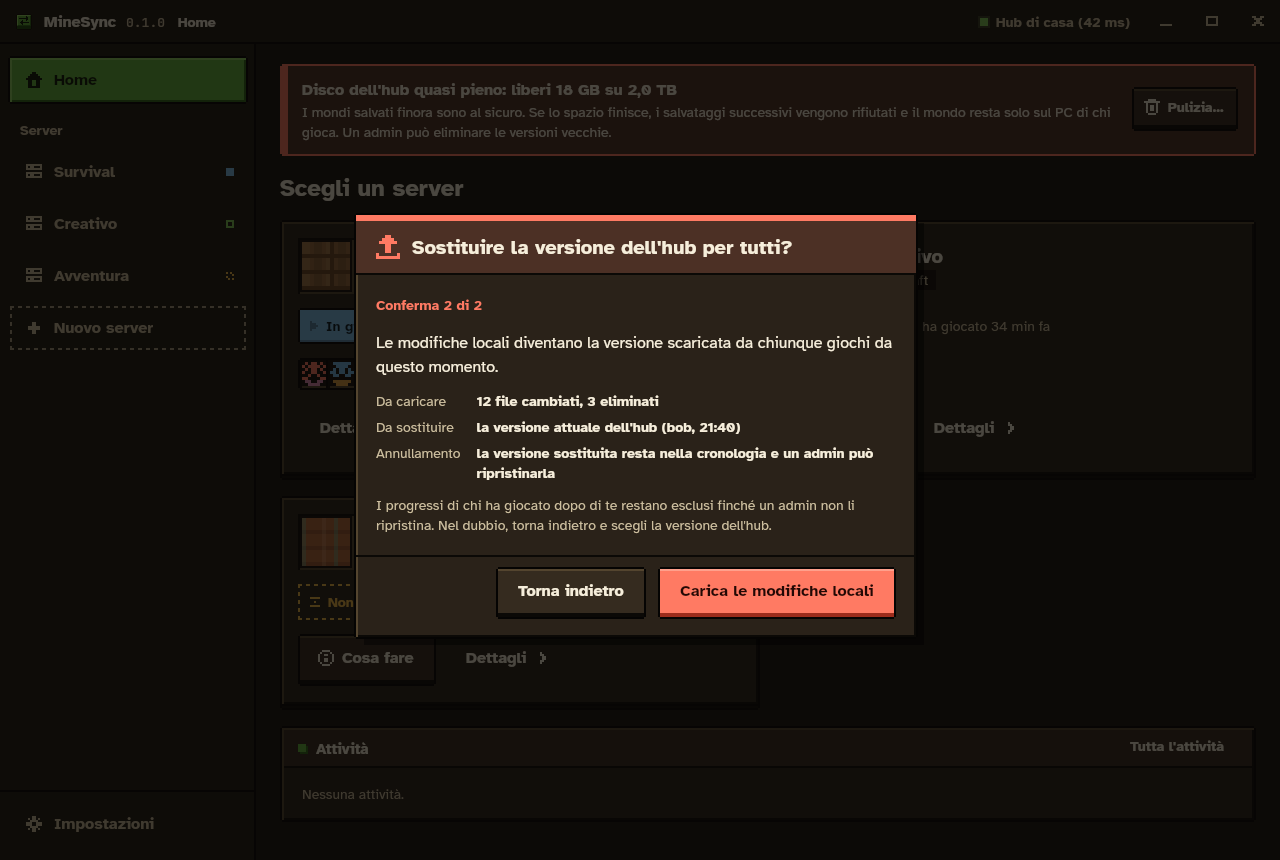 MineSync 0.1.0 Home
Hub di casa (42 ms)
Home
Server
Survival
Creativo
Avventura
Nuovo server
Impostazioni
Disco dell'hub quasi pieno: liberi 18 GB su 2,0 TB
I mondi salvati finora sono al sicuro. Se lo spazio finisce, i salvataggi successivi vengono rifiutati e il mondo resta solo sul PC di chi
gioca. Un admin può eliminare le versioni vecchie.
Pulizia...
Scegli un server
Sostituire la versione dell'hub per tutti?
Conferma 2 di 2
Le modifiche locali diventano la versione scaricata da chiunque giochi da
questo momento.
Da caricare 12 file cambiati, 3 eliminati
Da sostituire la versione attuale dell'hub (bob, 21:40)
Annullamento la versione sostituita resta nella cronologia e un admin può
ripristinarla
I progressi di chi ha giocato dopo di te restano esclusi finché un admin non li
ripristina. Nel dubbio, torna indietro e scegli la versione dell'hub.
Torna indietro
Carica le modifiche locali
ivo
ft
In g
ha giocato 34 min fa
Dett
Dettagli
Non
Cosa fare
Dettagli
Attività
Tutta l'attività
Nessuna attività.